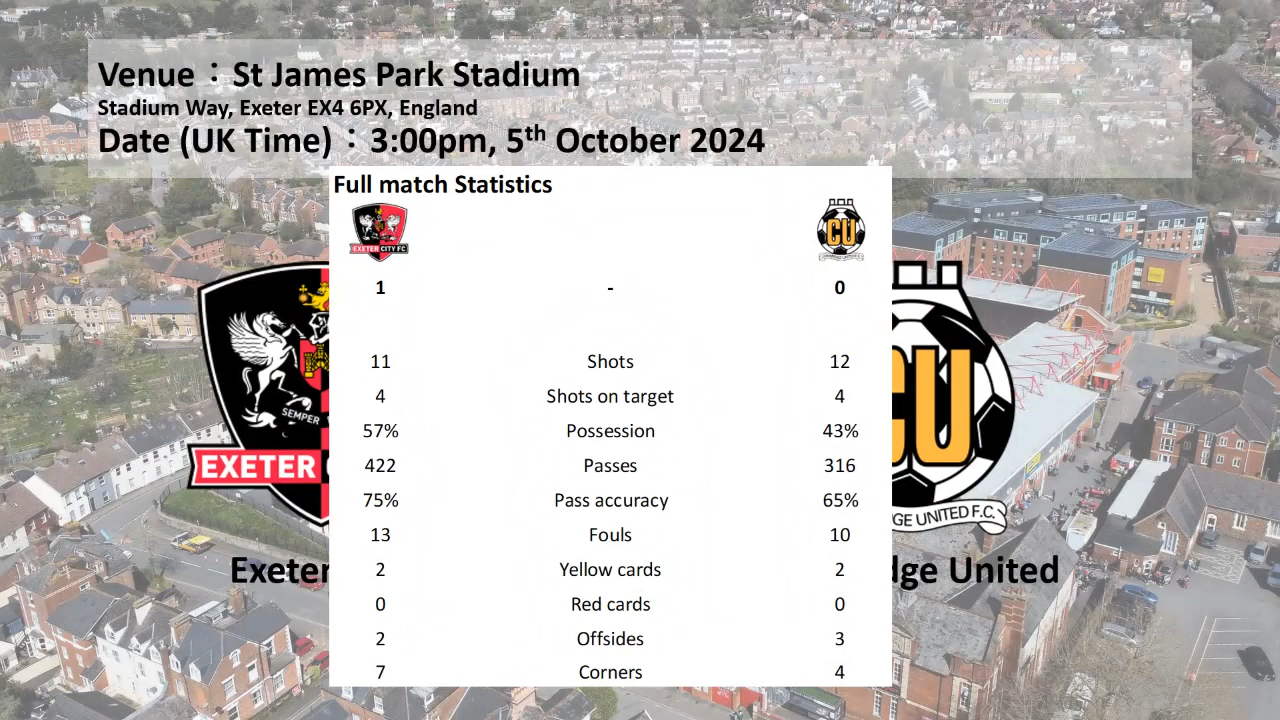 Venue：St James Park Stadium
Stadium Way, Exeter EX4 6PX, England
Date (UK Time)：3:00pm, 5th October 2024
Full match Statistics
EXETER CITY FC
CU
1 - 0
11 Shots 12
4 Shots on target 4
57% Possession 43%
422 Passes 316
75% Pass accuracy 65%
13 Fouls 10
2 Yellow cards 2
0 Red cards 0
2 Offsides 3
7 Corners 4
SEMPER
EXETER
CU
UNITED F.C.
Exeter
United